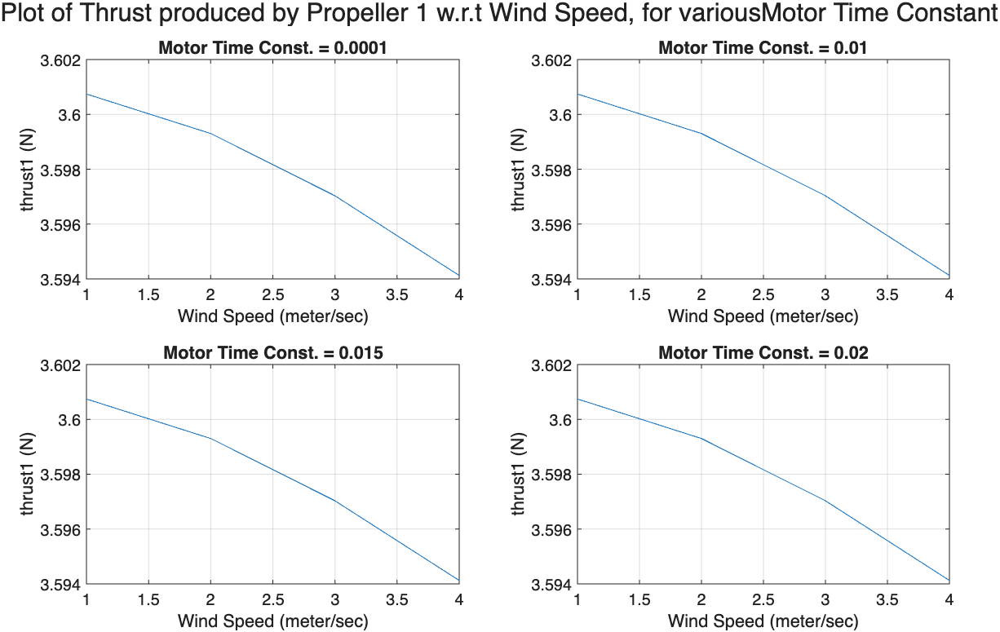 Plot of Thrust produced by Propeller 1 w.r.t Wind Speed, for variousMotor Time Constant
Motor Time Const. = 0.0001
3.602
3.6
3.598
3.596
3.594
thrust1 (N)
1 1.5 2 2.5 3 3.5 4
Wind Speed (meter/sec)
Motor Time Const. = 0.01
3.602
3.6
3.598
3.596
3.594
thrust1 (N)
1 1.5 2 2.5 3 3.5 4
Wind Speed (meter/sec)
Motor Time Const. = 0.015
3.602
3.6
3.598
3.596
3.594
thrust1 (N)
1 1.5 2 2.5 3 3.5 4
Wind Speed (meter/sec)
Motor Time Const. = 0.02
3.602
3.6
3.598
3.596
3.594
thrust1 (N)
1 1.5 2 2.5 3 3.5 4
Wind Speed (meter/sec)